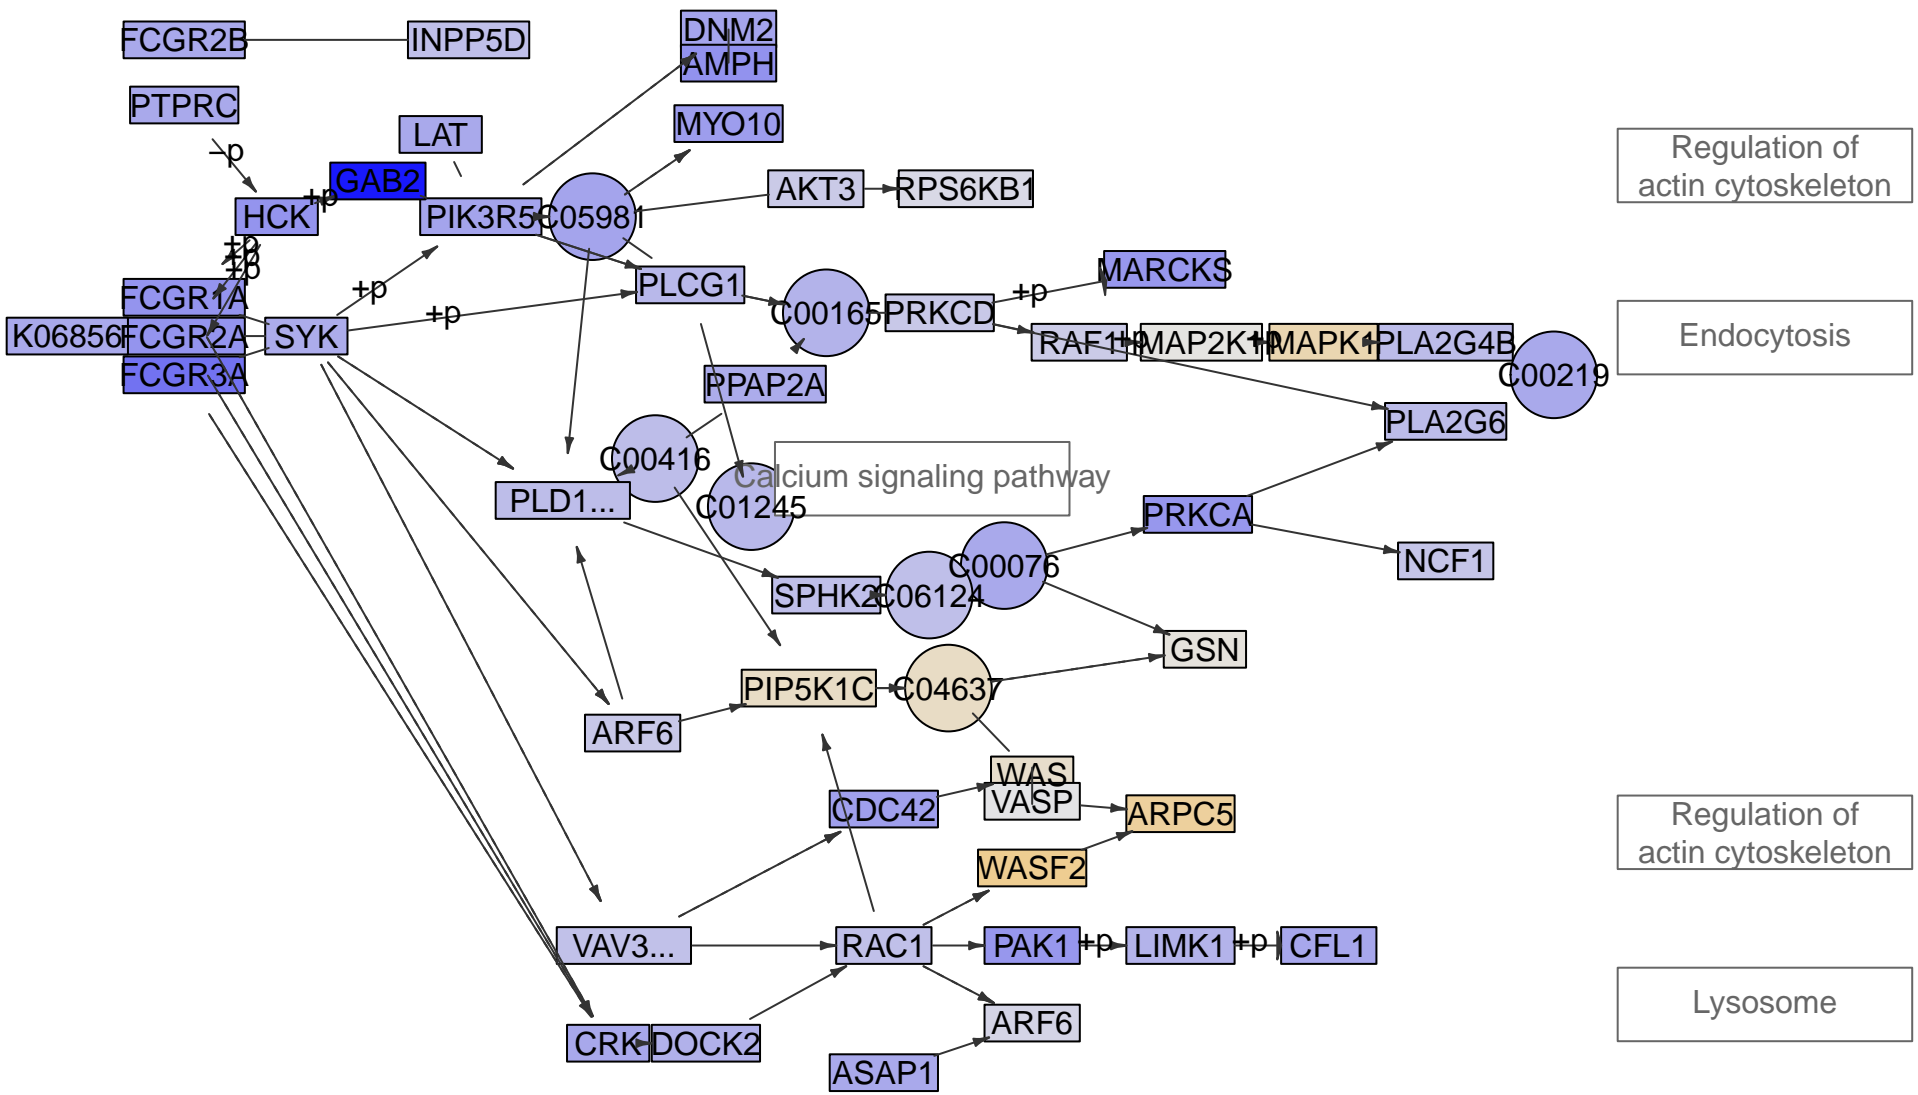 DNM2
FCGR2B
INPP5D
AMPH
PTPRC
MYO10
LAT
Regulation of
actin cytoskeleton
–p
GAB2
+p
AKT3
RPS6KB1
HCK
PIK3R5
C05981
+p
+p
+p
MARCKS
PLCG1
FCGR1A
+p
+p
+p
C00165
PRKCD
K06856
FCGR2A
SYK
RAF1
+p
MAP2K1
+p
MAPK1
PLA2G4B
Endocytosis
FCGR3A
PPAP2A
C00219
PLA2G6
C00416
Calcium signaling pathway
PLD1...
C01245
PRKCA
NCF1
C00076
SPHK2
C06124
GSN
PIP5K1C
C04637
ARF6
WAS
VASP
CDC42
ARPC5
Regulation of
actin cytoskeleton
WASF2
VAV3...
RAC1
PAK1
+p
LIMK1
+p
CFL1
Lysosome
ARF6
CRK
DOCK2
ASAP1